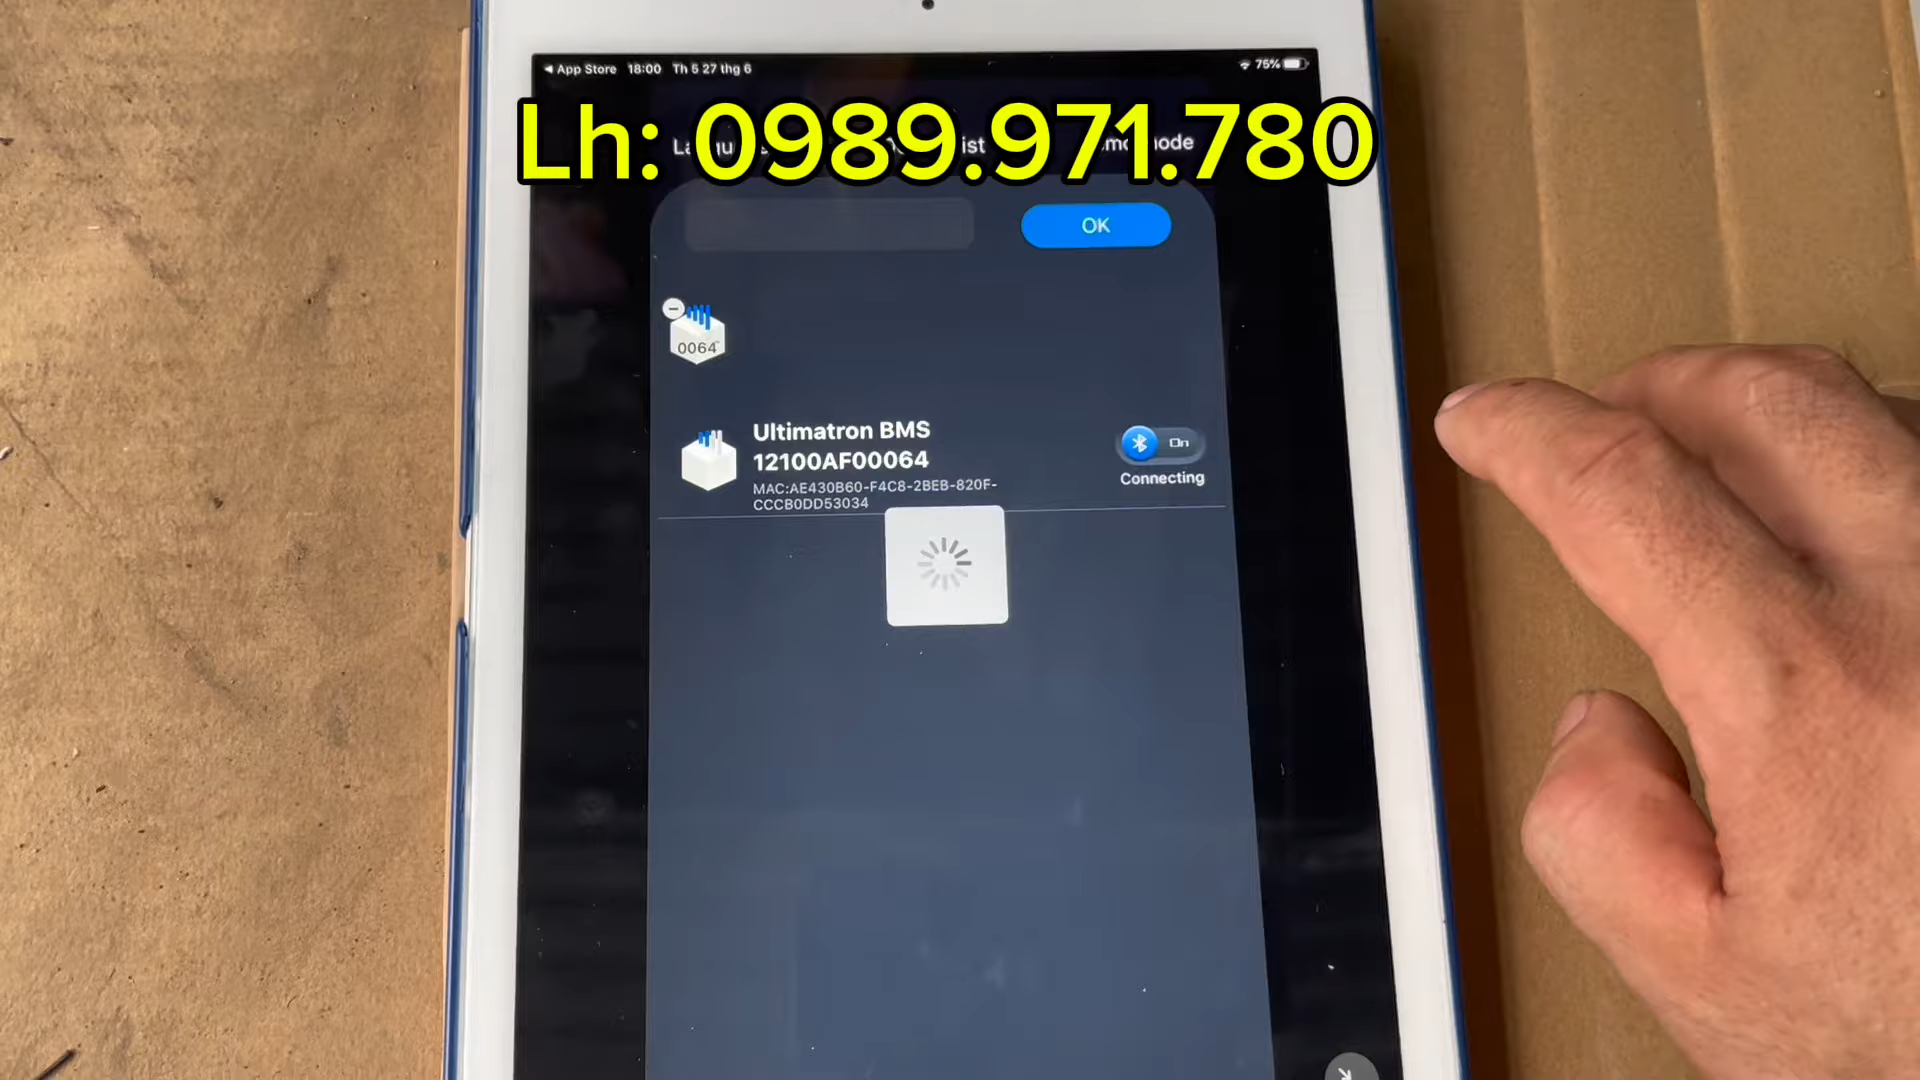 App Store 18:00 Th 5 27 thg 6 75%
Lh: 0989.971.780
OK
0064
Ultimatron BMS
12100AF00064
On
Connecting
MAC:AE430B60-F4C8-2BEB-820F-
CCCB0DD53034